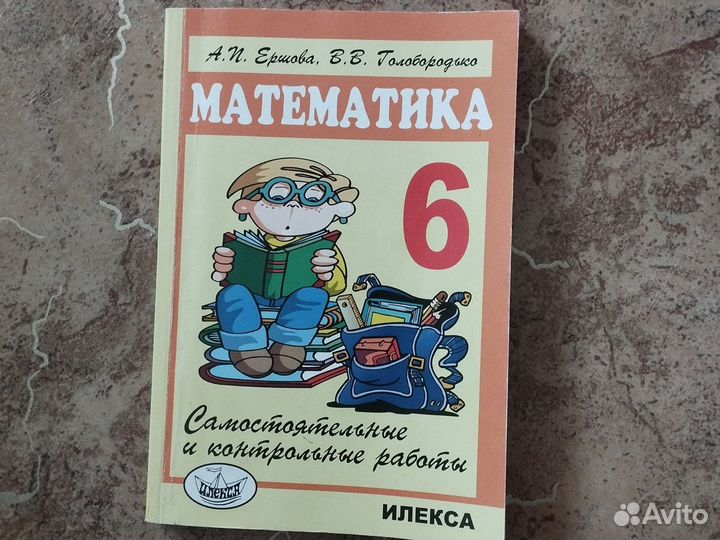 А.П. Ершова, В.В. Голобородько
МАТЕМАТИКА
6
Самостоятельные
и контрольные работы
ИЛЕКСА
ИЛЕКСА
Avito